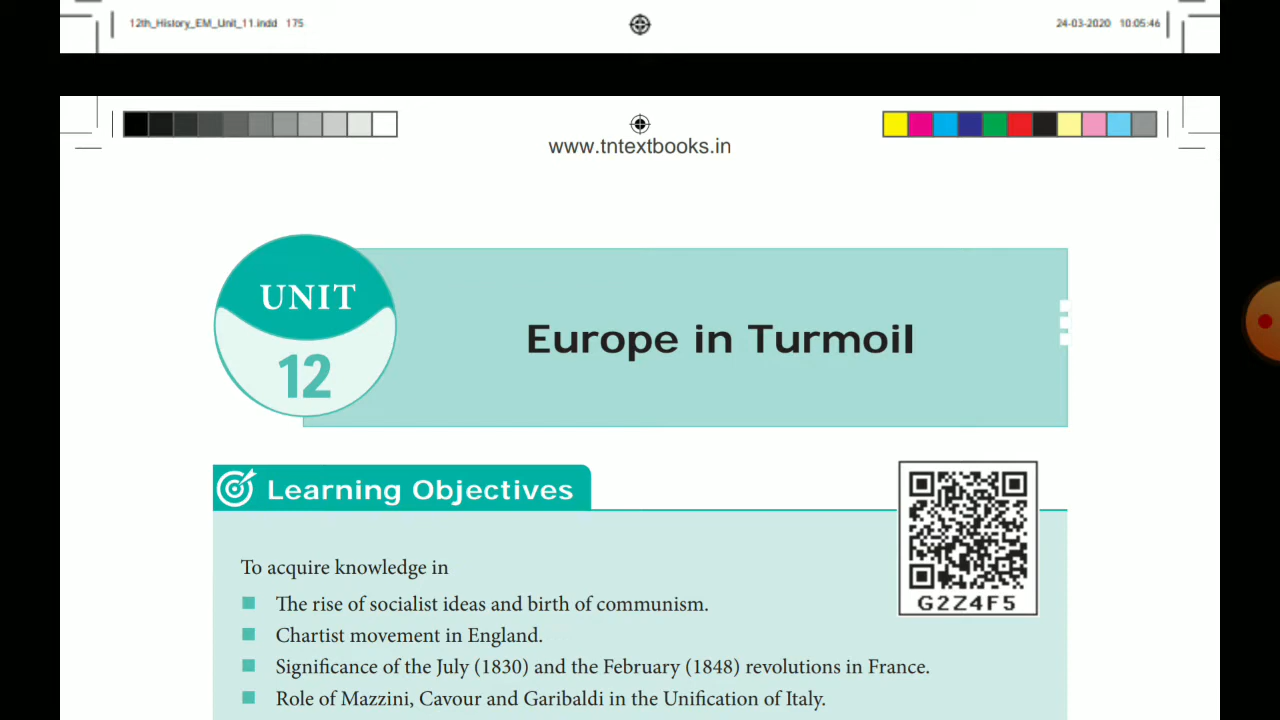 12th_History_EM_Unit_11.indd 175
24-03-2020 10:05:46
www.tntextbooks.in
UNIT
12
Europe in Turmoil
Learning Objectives
G2Z4F5
To acquire knowledge in
The rise of socialist ideas and birth of communism.
Chartist movement in England.
Significance of the July (1830) and the February (1848) revolutions in France.
Role of Mazzini, Cavour and Garibaldi in the Unification of Italy.